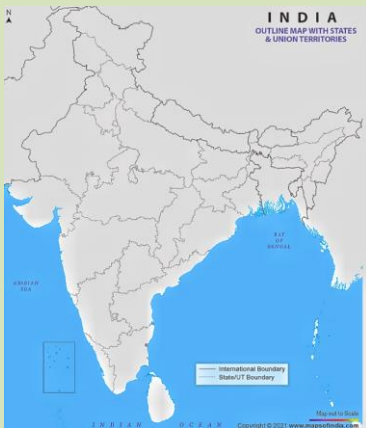 N
INDIA
OUTLINE MAP WITH STATES
& UNION TERRITORIES
BAY
OF
BENGAL
ARABIAN
SEA
International Boundary
State/UT Boundary
Map not to Scale
INDIAN OCEAN
Copyright © 2021 www.mapsofindia.com